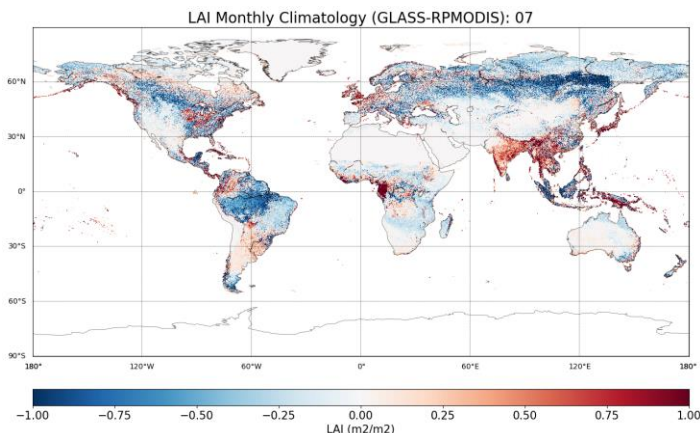 LAI Monthly Climatology (GLASS-RPMODIS): 07
60°N
30°N
0°
30°S
60°S
90°S
180° 120°W 60°W 0° 60°E 120°E 180°
−1.00 −0.75 −0.50 −0.25 0.00 0.25 0.50 0.75 1.00
LAI (m2/m2)